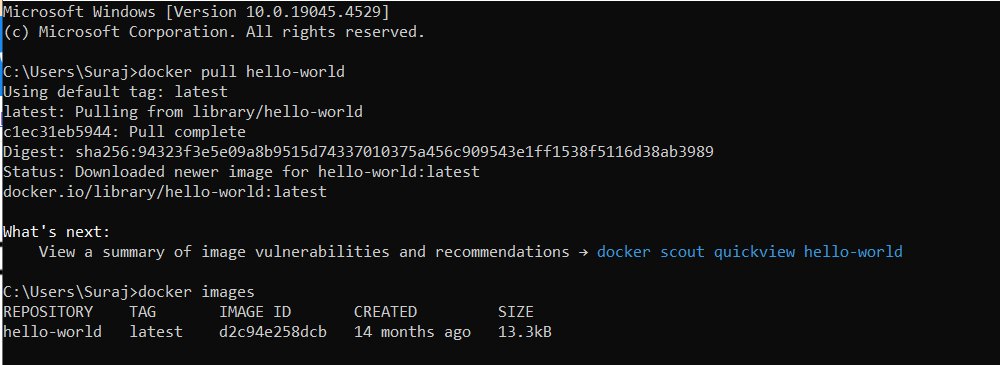 Microsoft Windows [Version 10.0.19045.4529]
(c) Microsoft Corporation. All rights reserved.
C:\Users\Suraj>docker pull hello-world
Using default tag: latest
latest: Pulling from library/hello-world
c1ec31eb5944: Pull complete
Digest: sha256:94323f3e5e09a8b9515d74337010375a456c909543e1ff1538f5116d38ab3989
Status: Downloaded newer image for hello-world:latest
docker.io/library/hello-world:latest
What's next:
View a summary of image vulnerabilities and recommendations → docker scout quickview hello-world
C:\Users\Suraj>docker images
REPOSITORY TAG IMAGE ID CREATED SIZE
hello-world latest d2c94e258dcb 14 months ago 13.3kB